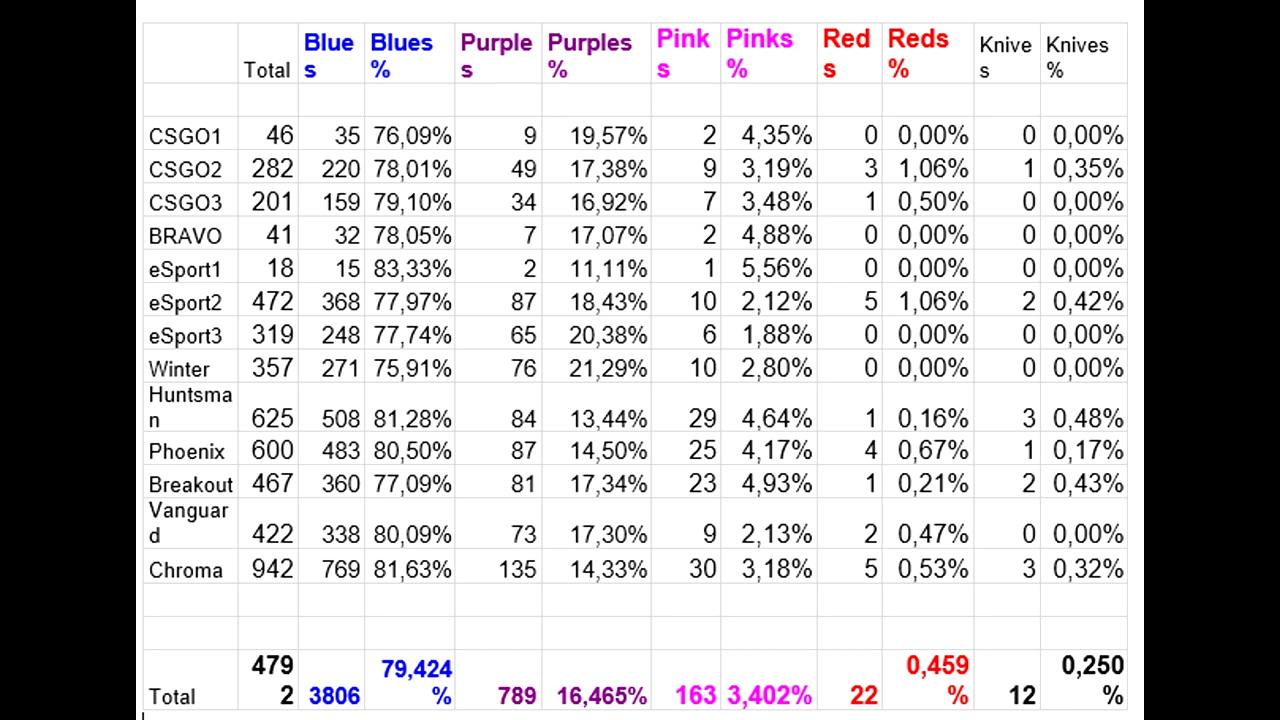 Total Blues Blues % Purples Purples % Pinks Pinks % Reds Reds % Knives Knives %
CSGO1 46 35 76,09% 9 19,57% 2 4,35% 0 0,00% 0 0,00%
CSGO2 282 220 78,01% 49 17,38% 9 3,19% 3 1,06% 1 0,35%
CSGO3 201 159 79,10% 34 16,92% 7 3,48% 1 0,50% 0 0,00%
BRAVO 41 32 78,05% 7 17,07% 2 4,88% 0 0,00% 0 0,00%
eSport1 18 15 83,33% 2 11,11% 1 5,56% 0 0,00% 0 0,00%
eSport2 472 368 77,97% 87 18,43% 10 2,12% 5 1,06% 2 0,42%
eSport3 319 248 77,74% 65 20,38% 6 1,88% 0 0,00% 0 0,00%
Winter 357 271 75,91% 76 21,29% 10 2,80% 0 0,00% 0 0,00%
Huntsman 625 508 81,28% 84 13,44% 29 4,64% 1 0,16% 3 0,48%
Phoenix 600 483 80,50% 87 14,50% 25 4,17% 4 0,67% 1 0,17%
Breakout 467 360 77,09% 81 17,34% 23 4,93% 1 0,21% 2 0,43%
Vanguard 422 338 80,09% 73 17,30% 9 2,13% 2 0,47% 0 0,00%
Chroma 942 769 81,63% 135 14,33% 30 3,18% 5 0,53% 3 0,32%
Total 4792 3806 79,424% 789 16,465% 163 3,402% 22 0,459% 12 0,250%